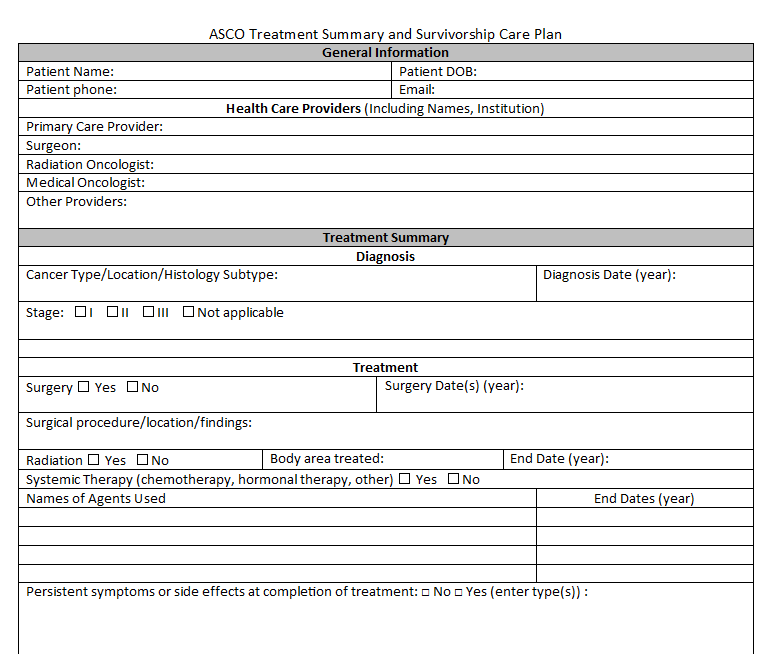 ASCO Treatment Summary and Survivorship Care Plan
General Information
Patient Name: Patient DOB:
Patient phone: Email:
Health Care Providers (Including Names, Institution)
Primary Care Provider:
Surgeon:
Radiation Oncologist:
Medical Oncologist:
Other Providers:
Treatment Summary
Diagnosis
Cancer Type/Location/Histology Subtype: Diagnosis Date (year):
Stage: ☐I ☐II ☐III ☐Not applicable
Treatment
Surgery ☐ Yes ☐No Surgery Date(s) (year):
Surgical procedure/location/findings:
Radiation ☐ Yes ☐No Body area treated: End Date (year):
Systemic Therapy (chemotherapy, hormonal therapy, other) ☐ Yes ☐No
Names of Agents Used End Dates (year)
Persistent symptoms or side effects at completion of treatment: □ No □ Yes (enter type(s)) :